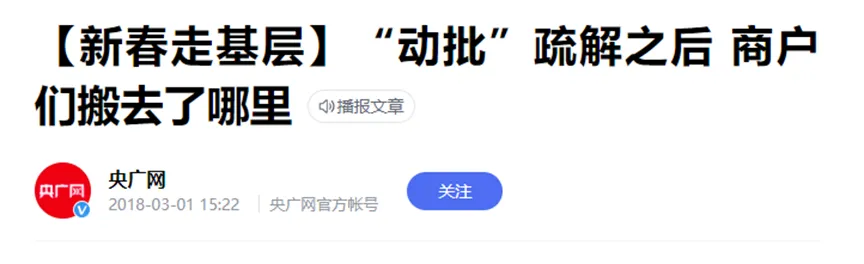 【新春走基层】“动批”疏解之后 商户
们搬去了哪里 播报文章
央广网
央广网
2018-03-01 15:22 央广网官方帐号
关注